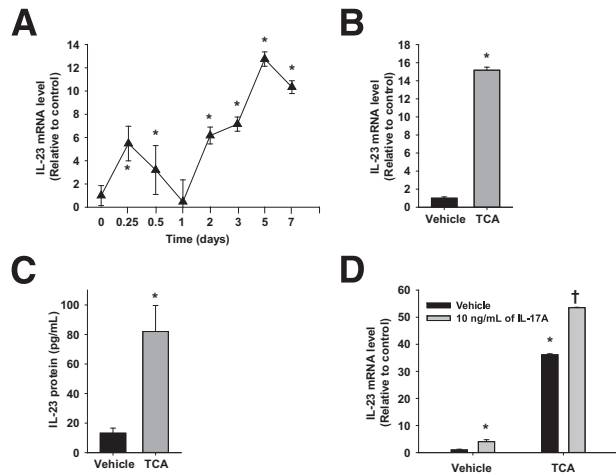 A
IL-23 mRNA level
(Relative to control)
14
12
10
8
6
4
2
0
*
*
*
*
*
*
0 0.25 0.5 1 2 3 5 7
Time (days)
B
IL-23 mRNA level
(Relative to control)
18
16
14
12
10
8
6
4
2
0
*
Vehicle TCA
C
IL-23 protein (pg/mL)
100
80
60
40
20
0
*
Vehicle TCA
D
IL-23 mRNA level
(Relative to control)
60
50
40
30
20
10
0
Vehicle
10 ng/mL of IL-17A
*
*
†
Vehicle TCA